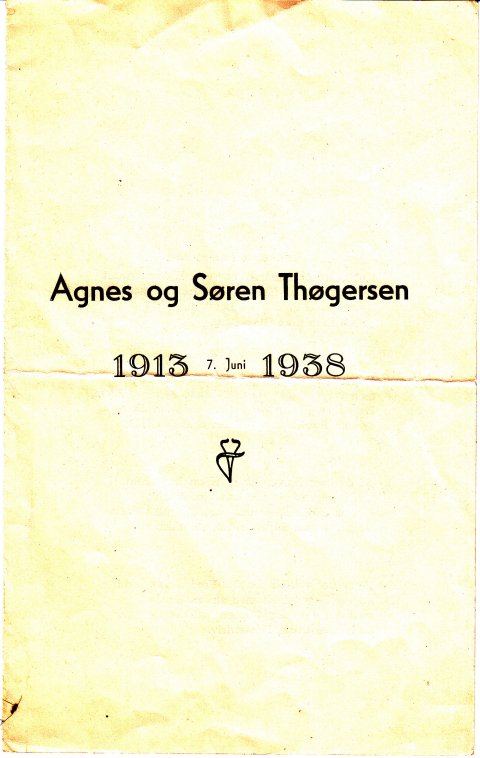 Agnes og Søren Thøgersen
1913 7. Juni 1938